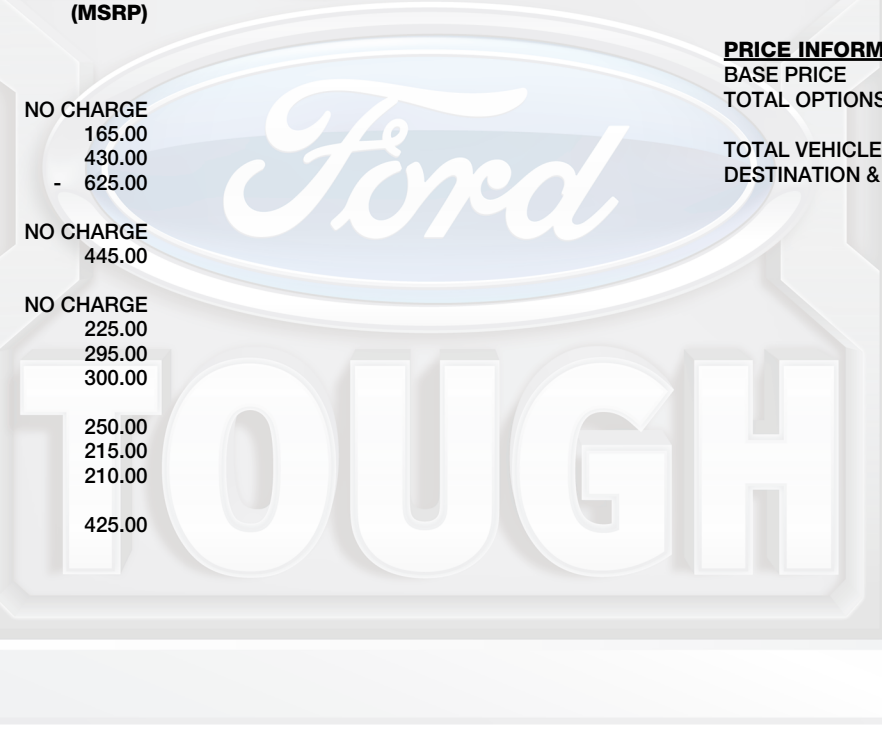 (MSRP)
NO CHARGE
165.00
430.00
- 625.00
NO CHARGE
445.00
NO CHARGE
225.00
295.00
300.00
250.00
215.00
210.00
425.00
PRICE INFORM
BASE PRICE
TOTAL OPTIONS
TOTAL VEHICLE
DESTINATION &
Ford
TOUGH